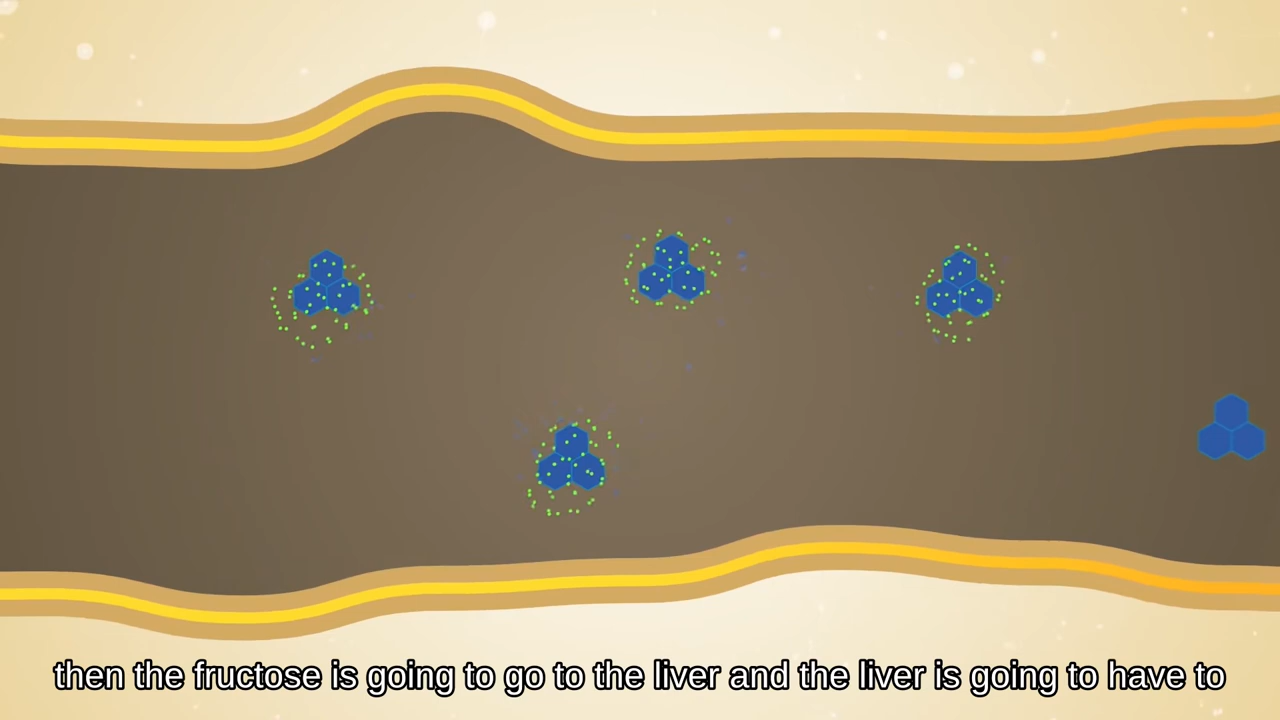 then the fructose is going to go to the liver and the liver is going to have to